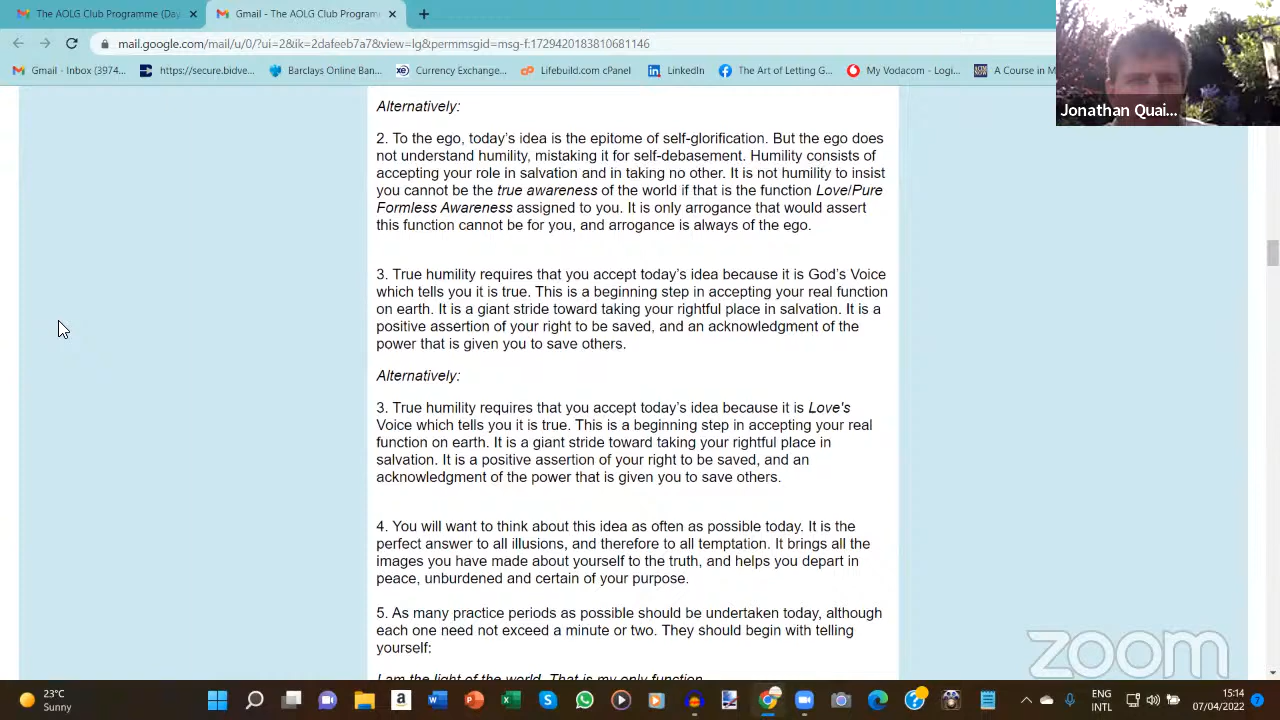 The AOLG Club Programme (Day
Gmail - The AOLG Club Program
mail.google.com/mail/u/0/?ui=2&ik=2dafeeb7a78&view=lg&permmsgid=msg-f:1729420183810681146
Gmail - Inbox (3974...
https://secure.bidve...
Barclays Online Ban...
Currency Exchange...
Lifebuild.com cPanel
LinkedIn
The Art of Letting G...
My Vodacom - Logi...
A Course in M
Jonathan Quai...
Alternatively:
2. To the ego, today's idea is the epitome of self-glorification. But the ego does
not understand humility, mistaking it for self-debasement. Humility consists of
accepting your role in salvation and in taking no other. It is not humility to insist
you cannot be the true awareness of the world if that is the function Love/Pure
Formless Awareness assigned to you. It is only arrogance that would assert
this function cannot be for you, and arrogance is always of the ego.
3. True humility requires that you accept today's idea because it is God's Voice
which tells you it is true. This is a beginning step in accepting your real function
on earth. It is a giant stride toward taking your rightful place in salvation. It is a
positive assertion of your right to be saved, and an acknowledgment of the
power that is given you to save others.
Alternatively:
3. True humility requires that you accept today's idea because it is Love's
Voice which tells you it is true. This is a beginning step in accepting your real
function on earth. It is a giant stride toward taking your rightful place in
salvation. It is a positive assertion of your right to be saved, and an
acknowledgment of the power that is given you to save others.
4. You will want to think about this idea as often as possible today. It is the
perfect answer to all illusions, and therefore to all temptation. It brings all the
images you have made about yourself to the truth, and helps you depart in
peace, unburdened and certain of your purpose.
5. As many practice periods as possible should be undertaken today, although
each one need not exceed a minute or two. They should begin with telling
yourself:
I am the light of the world. That is my only function.
zoom
23°C
Sunny
ENG
INTL
15:14
07/04/2022